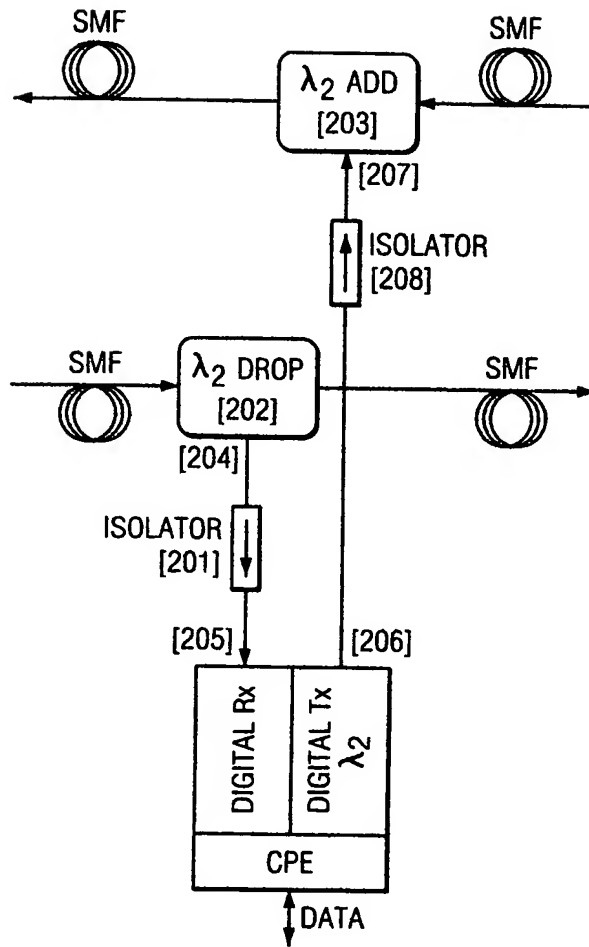 SMF
SMF
λ2 ADD
[203]
[207]
ISOLATOR
[208]
SMF
λ2 DROP
[202]
SMF
[204]
ISOLATOR
[201]
[205]
[206]
DIGITAL Rx
DIGITAL Tx
λ2
CPE
DATA